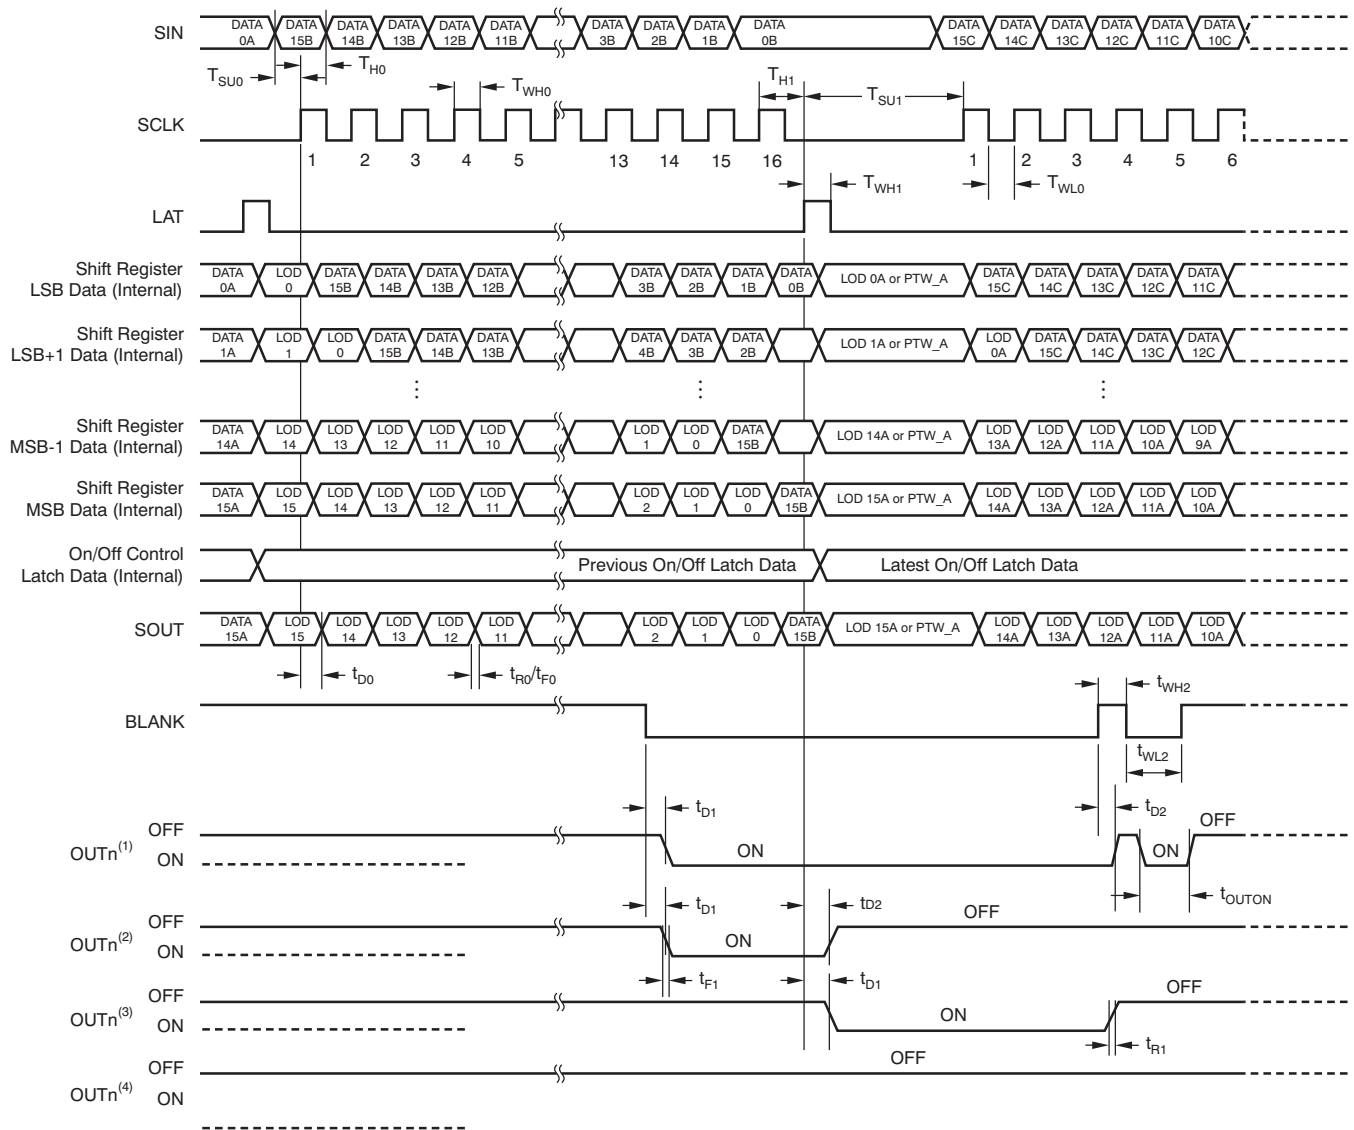 SIN
DATA 0A DATA 15B DATA 14B DATA 13B DATA 12B DATA 11B DATA 3B DATA 2B DATA 1B DATA 0B DATA 15C DATA 14C DATA 13C DATA 12C DATA 11C DATA 10C
TSU0 TH0 TWH0 TH1 TSU1
SCLK
1 2 3 4 5 13 14 15 16 1 2 3 4 5 6
TWH1 TWL0
LAT
Shift Register
LSB Data (Internal)
DATA 0A LOD 0 DATA 15B DATA 14B DATA 13B DATA 12B DATA 3B DATA 2B DATA 1B DATA 0B LOD 0A or PTW_A DATA 15C DATA 14C DATA 13C DATA 12C DATA 11C
Shift Register
LSB+1 Data (Internal)
DATA 1A LOD 1 LOD 0 DATA 15B DATA 14B DATA 13B DATA 4B DATA 3B DATA 2B LOD 1A or PTW_A LOD 0A DATA 15C DATA 14C DATA 13C DATA 12C
Shift Register
MSB-1 Data (Internal)
DATA 14A LOD 14 LOD 13 LOD 12 LOD 11 LOD 10 LOD 1 LOD 0 DATA 15B LOD 14A or PTW_A LOD 13A LOD 12A LOD 11A LOD 10A LOD 9A
Shift Register
MSB Data (Internal)
DATA 15A LOD 15 LOD 14 LOD 13 LOD 12 LOD 11 LOD 2 LOD 1 LOD 0 DATA 15B LOD 15A or PTW_A LOD 14A LOD 13A LOD 12A LOD 11A LOD 10A
On/Off Control
Latch Data (Internal)
Previous On/Off Latch Data Latest On/Off Latch Data
SOUT
DATA 15A LOD 15 LOD 14 LOD 13 LOD 12 LOD 11 LOD 2 LOD 1 LOD 0 DATA 15B LOD 15A or PTW_A LOD 14A LOD 13A LOD 12A LOD 11A LOD 10A
tD0 tR0/tF0
BLANK
tWH2
tWL2
tD1 tD2
OUTn(1) OFF ON
ON ON OFF
tOUTON
tD1 tD2
OUTn(2) OFF ON
ON OFF
tF1 tD1
OUTn(3) OFF ON
ON OFF
tR1
OUTn(4) OFF ON
OFF